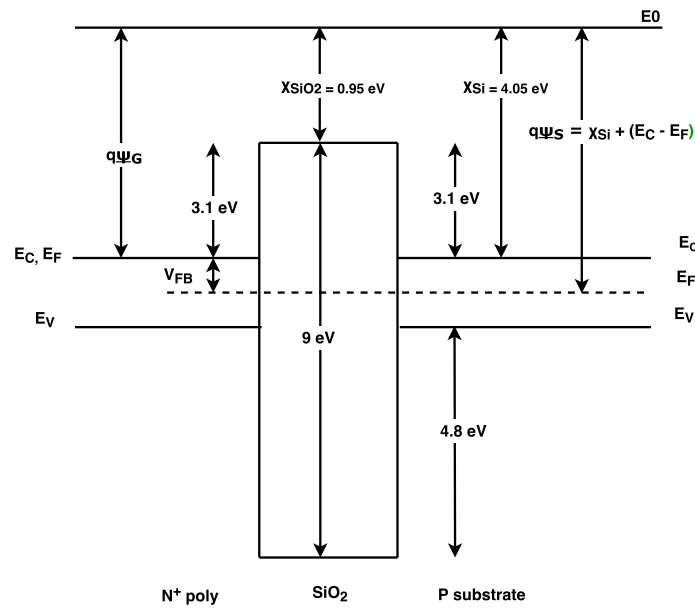 E0
χSiO2 = 0.95 eV
χSi = 4.05 eV
qΨS = χSi + (EC - EF)
qΨG
3.1 eV
3.1 eV
EC, EF
EC
VFB
EF
EV
EV
9 eV
4.8 eV
N+ poly
SiO2
P substrate